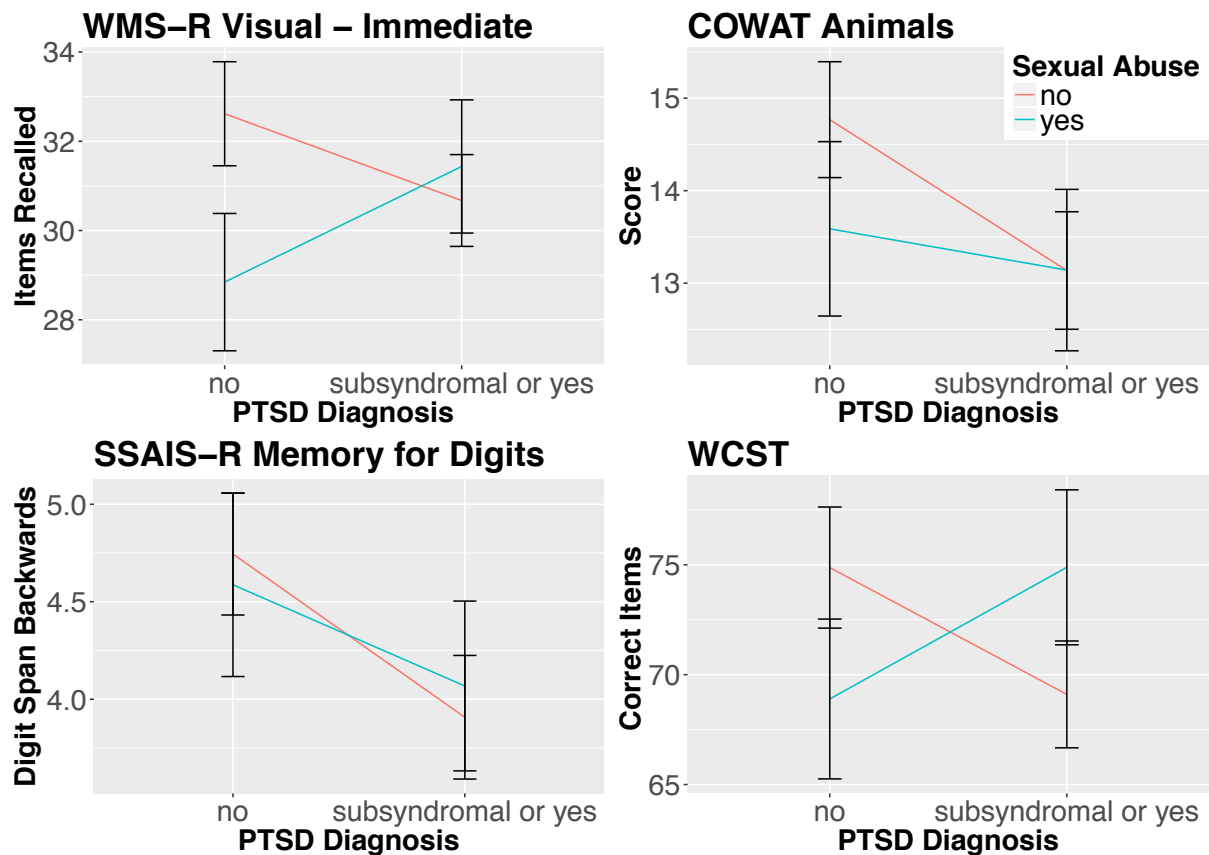 WMS−R Visual − Immediate
34
32
30
28
Items Recalled
no
subsyndromal or yes
PTSD Diagnosis
COWAT Animals
Sexual Abuse
no
yes
15
14
13
Score
no
subsyndromal or yes
PTSD Diagnosis
SSAIS−R Memory for Digits
5.0
4.5
4.0
Digit Span Backwards
no
subsyndromal or yes
PTSD Diagnosis
WCST
75
70
65
Correct Items
no
subsyndromal or yes
PTSD Diagnosis